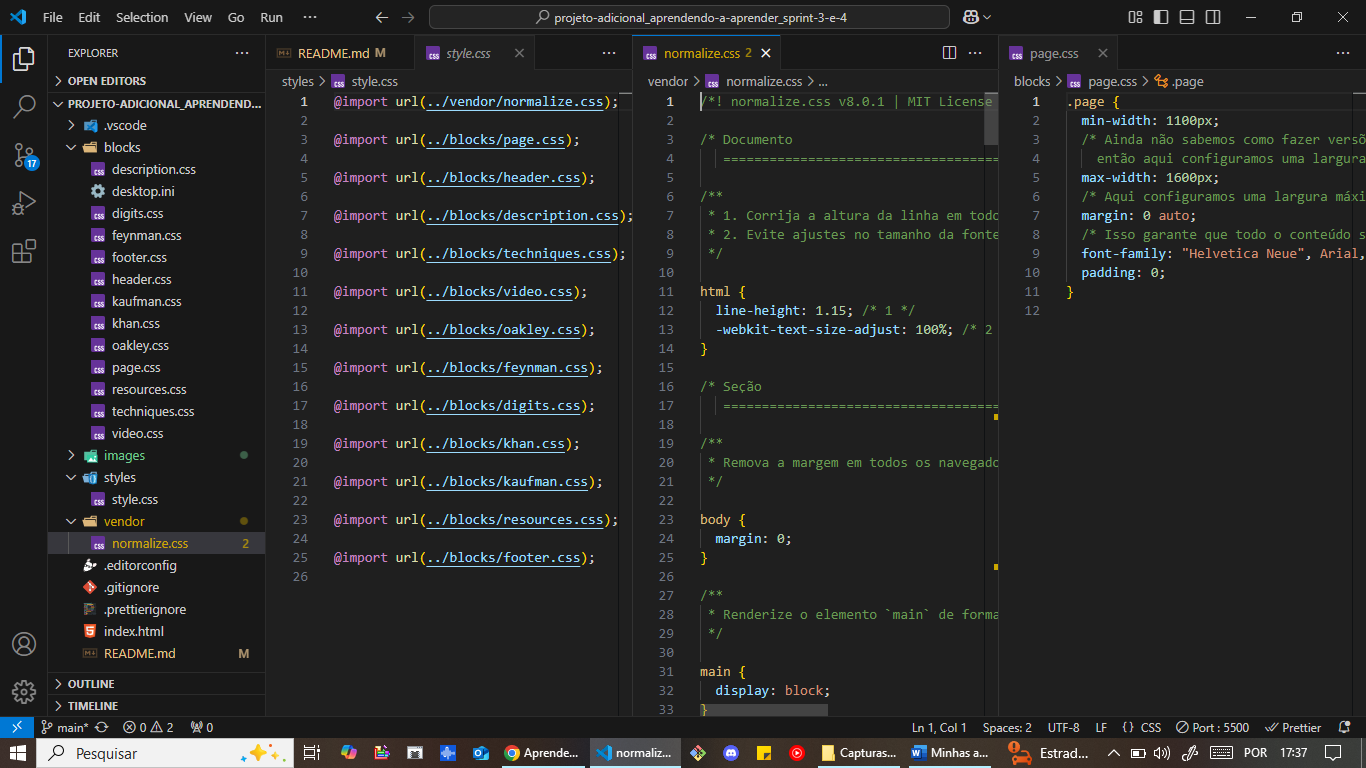 File Edit Selection Vendor View Go Run ···
projeto-adicional_aprendendo-a-aprender_sprint-3-e-4
EXPLORER ···
OPEN EDITORS
PROJETO-ADICIONAL_APRENDEND...
.vscode
blocks
description.css
desktop.ini
digits.css
feynman.css
footer.css
header.css
kaufman.css
khan.css
oakley.css
page.css
resources.css
techniques.css
video.css
images
styles
style.css
vendor
normalize.css 2
.editorconfig
.gitignore
.prettierignore
index.html
README.md M
OUTLINE
TIMELINE
17
README.md M style.css ···
styles > style.css
1 @import url(../vendor/normalize.css);
2
3 @import url(../blocks/page.css);
4
5 @import url(../blocks/header.css);
6
7 @import url(../blocks/description.css);
8
9 @import url(../blocks/techniques.css);
10
11 @import url(../blocks/video.css);
12
13 @import url(../blocks/oakley.css);
14
15 @import url(../blocks/feynman.css);
16
17 @import url(../blocks/digits.css);
18
19 @import url(../blocks/khan.css);
20
21 @import url(../blocks/kaufman.css);
22
23 @import url(../blocks/resources.css);
24
25 @import url(../blocks/footer.css);
26
normalize.css 2 ···
vendor > normalize.css > ...
1 /*! normalize.css v8.0.1 | MIT License
2
3 /* Documento
4 ====================================
5
6 /**
7 * 1. Corrija a altura da linha em todo
8 * 2. Evite ajustes no tamanho da fonte
9 */
10
11 html {
12 line-height: 1.15; /* 1 */
13 -webkit-text-size-adjust: 100%; /* 2
14 }
15
16 /* Seção
17 ====================================
18
19 /**
20 * Remova a margem em todos os navegado
21 */
22
23 body {
24 margin: 0;
25 }
26
27 /**
28 * Renderize o elemento `main` de forma
29 */
30
31 main {
32 display: block;
33 }
page.css ···
blocks > page.css > .page
1 .page {
2 min-width: 1100px;
3 /* Ainda não sabemos como fazer versõ
4 então aqui configuramos uma largura
5 max-width: 1600px;
6 /* Aqui configuramos uma largura máxi
7 margin: 0 auto;
8 /* Isso garante que todo o conteúdo s
9 font-family: "Helvetica Neue", Arial,
10 padding: 0;
11 }
12
main* 0 2 0 Ln 1, Col 1 Spaces: 2 UTF-8 LF {} CSS Port : 5500 Prettier
Pesquisar Aprende... normaliz... Capturas... Minhas a... Estrad... POR 17:37